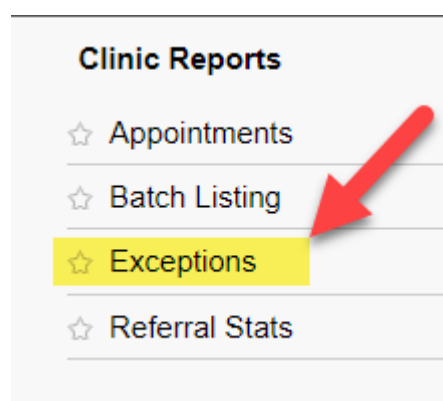 Clinic Reports
Appointments
Batch Listing
Exceptions
Referral Stats